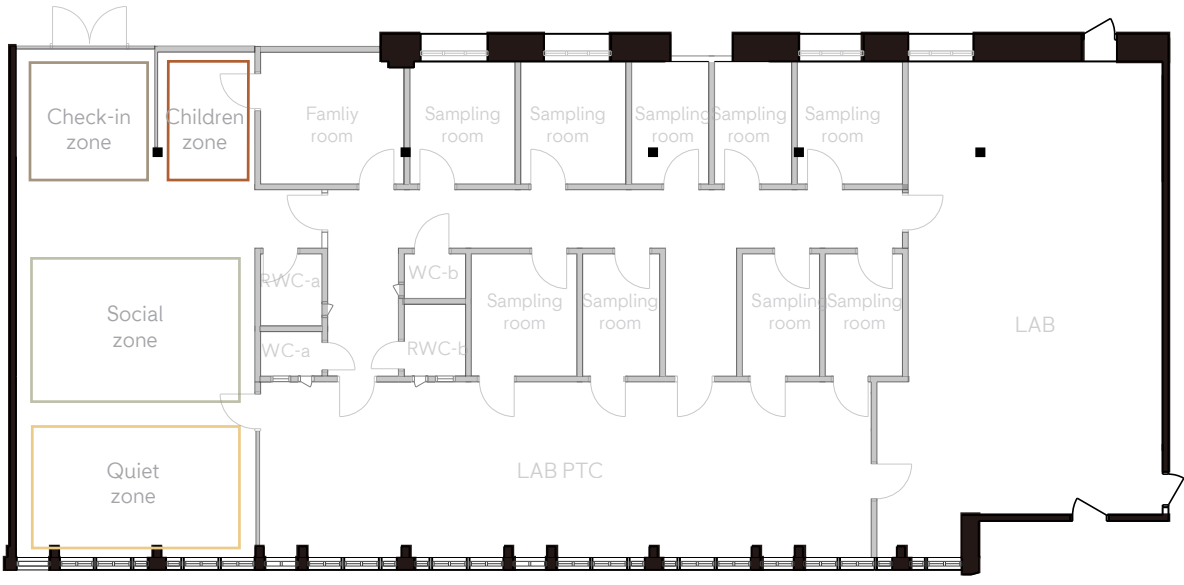 Check-in
zone
Children
zone
Famliy
room
Sampling
room
Sampling
room
Sampling
room
Sampling
room
Sampling
room
RWC-a
WC-b
Sampling
room
Sampling
room
Sampling
room
Sampling
room
Social
zone
LAB
WC-a
RWC-b
Quiet
zone
LAB PTC